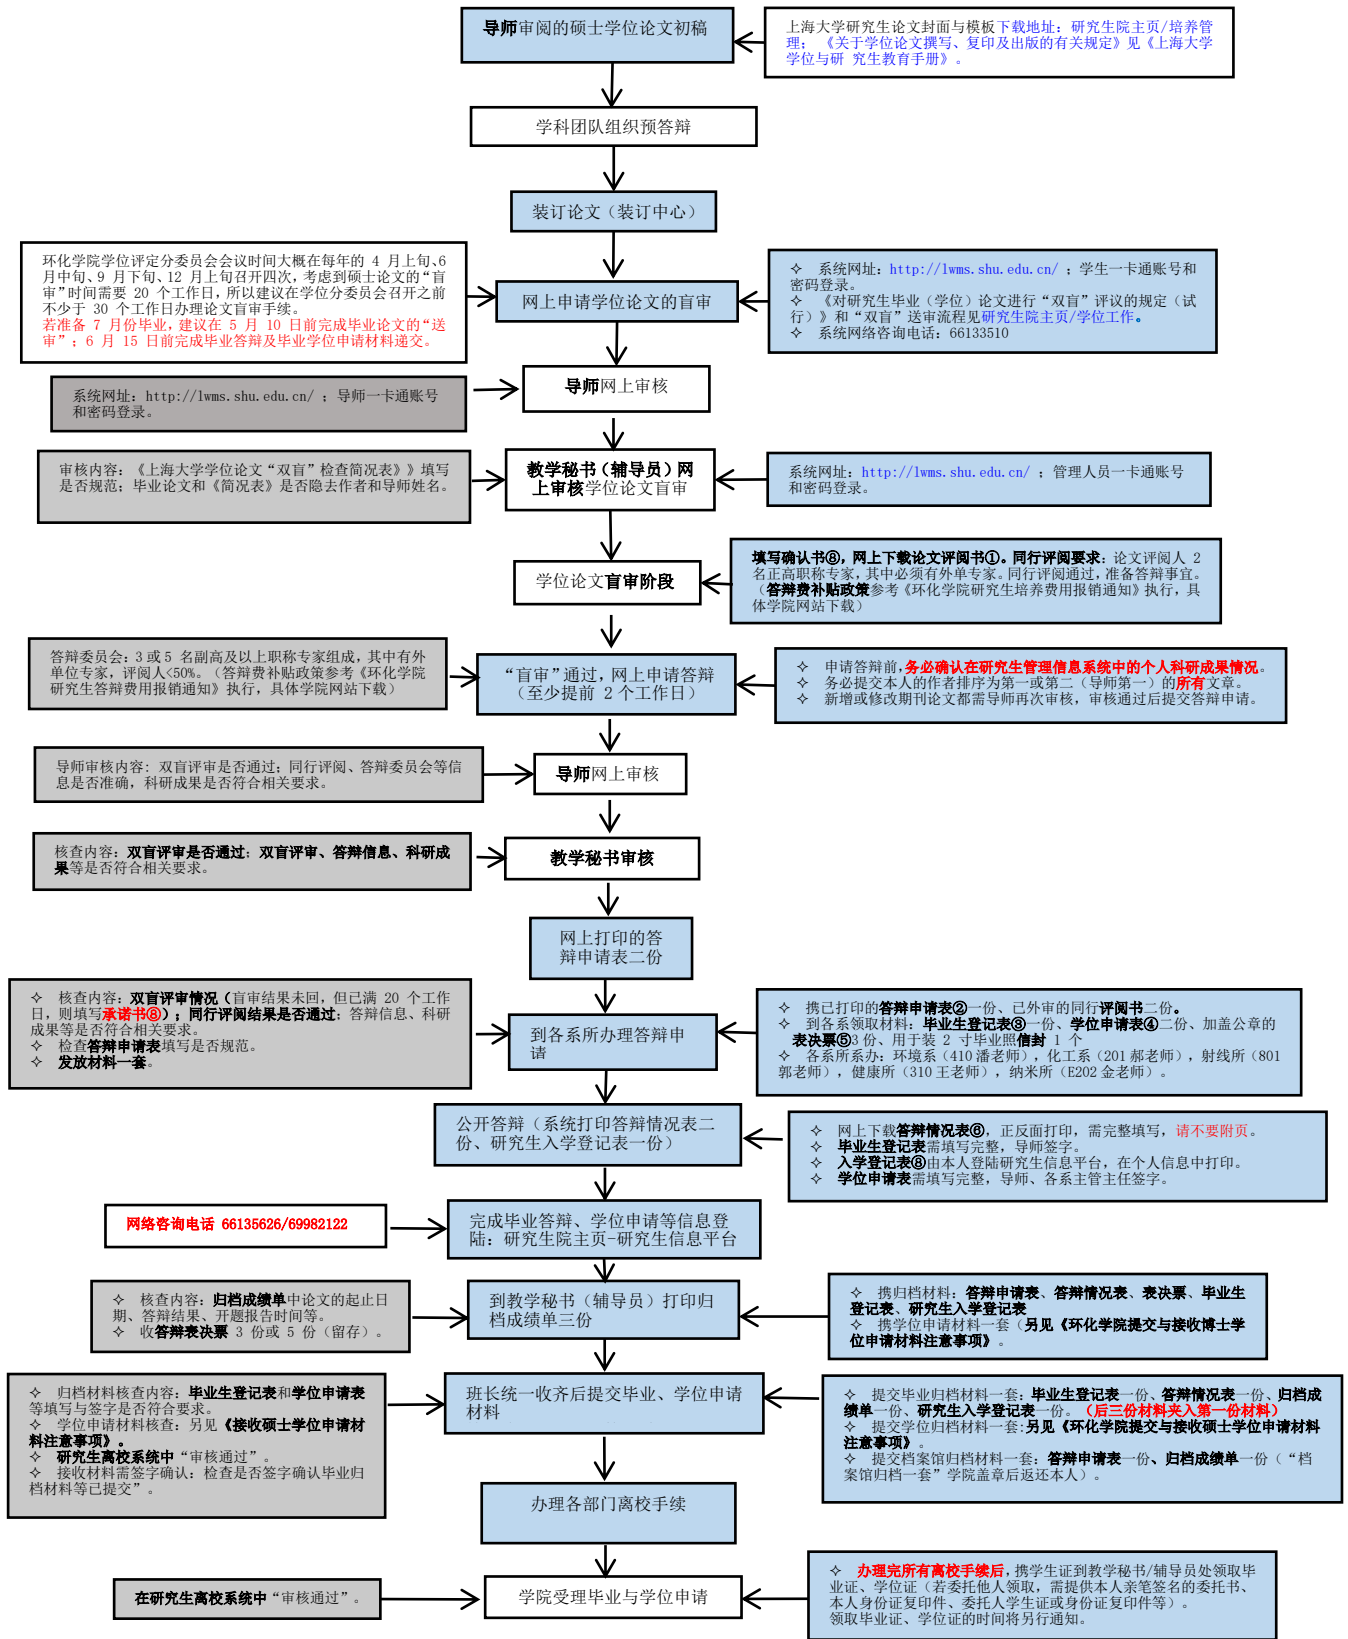 导师审阅的硕士学位论文初稿
上海大学研究生论文封面与模板下载地址：研究生院主页/培养管
理；《关于学位论文撰写、复印及出版的有关规定》见《上海大学
学位与研 究生教育手册》。
学科团队组织预答辩
装订论文（装订中心）
环化学院学位评定分委员会会议时间大概在每年的 4 月上旬、6
月中旬、9 月下旬、12 月上旬召开四次，考虑到硕士论文的“盲
审”时间需要 20 个工作日，所以建议在学位分委员会召开之前
不少于 30 个工作日办理论文盲审手续。
若准备 7 月份毕业，建议在 5 月 10 日前完成毕业论文的“送
审”；6 月 15 日前完成毕业答辩及毕业学位申请材料递交。
网上申请学位论文的盲审
✧ 系统网址：http://lwms.shu.edu.cn/ ；学生一卡通账号和
密码登录。
✧ 《对研究生毕业（学位）论文进行“双盲”评议的规定（试
行）》和“双盲”送审流程见研究生院主页/学位工作。
✧ 系统网络咨询电话：66133510
系统网址：http://lwms.shu.edu.cn/ ；导师一卡通账号
和密码登录。
导师网上审核
审核内容：《上海大学学位论文“双盲”检查简况表》》填写
是否规范；毕业论文和《简况表》是否隐去作者和导师姓名。
教学秘书（辅导员）网
上审核学位论文盲审
系统网址：http://lwms.shu.edu.cn/ ；管理人员一卡通账号
和密码登录。
学位论文盲审阶段
填写确认书⑧，网上下载论文评阅书①。同行评阅要求：论文评阅人 2
名正高职称专家，其中必须有外单专家。同行评阅通过，准备答辩事宜。
（答辩费补贴政策参考《环化学院研究生培养费用报销通知》执行，具
体学院网站下载）
答辩委员会：3 或 5 名副高及以上职称专家组成，其中有外
单位专家，评阅人<50%。（答辩费补贴政策参考《环化学院
研究生答辩费用报销通知》执行，具体学院网站下载）
“盲审”通过，网上申请答辩
（至少提前 2 个工作日）
✧ 申请答辩前，务必确认在研究生管理信息系统中的个人科研成果情况。
✧ 务必提交本人的作者排序为第一或第二（导师第一）的所有文章。
✧ 新增或修改期刊论文都需导师再次审核，审核通过后提交答辩申请。
导师审核内容：双盲评审是否通过；同行评阅、答辩委员会等信
息是否准确，科研成果是否符合相关要求。
导师网上审核
核查内容：双盲评审是否通过；双盲评审、答辩信息、科研成
果等是否符合相关要求。
教学秘书审核
网上打印的答
辩申请表二份
✧ 核查内容：双盲评审情况（盲审结果未回，但已满 20 个工作
日，则填写承诺书⑧）；同行评阅结果是否通过；答辩信息、科研
成果等是否符合相关要求。
✧ 检查答辩申请表填写是否规范。
✧ 发放材料一套。
到各系所办理答辩申
请
✧ 携已打印的答辩申请表②一份、已外审的同行评阅书二份。
✧ 到各系领取材料：毕业生登记表③一份、学位申请表④二份、加盖公章的
表决票⑤3 份、用于装 2 寸毕业照信封 1 个
✧ 各系所系办：环境系（410 潘老师），化工系（201 郝老师），射线所（801
郭老师），健康所（310 王老师），纳米所（E202 金老师）。
公开答辩（系统打印答辩情况表二
份、研究生入学登记表一份）
✧ 网上下载答辩情况表⑥，正反面打印，需完整填写，请不要附页。
✧ 毕业生登记表需填写完整，导师签字。
✧ 入学登记表⑧由本人登陆研究生信息平台，在个人信息中打印。
✧ 学位申请表需填写完整，导师、各系主管主任签字。
网络咨询电话 66135626/69982122
完成毕业答辩、学位申请等信息登
陆：研究生院主页-研究生信息平台
✧ 核查内容：归档成绩单中论文的起止日
期、答辩结果、开题报告时间等。
✧ 收答辩表决票 3 份或 5 份（留存）。
到教学秘书（辅导员）打印归
档成绩单三份
✧ 携归档材料：答辩申请表、答辩情况表、表决票、毕业生
登记表、研究生入学登记表
✧ 携学位申请材料一套（另见《环化学院提交与接收博士学
位申请材料注意事项》。
✧ 归档材料核查内容：毕业生登记表和学位申请表
等填写与签字是否符合要求。
✧ 学位申请材料核查：另见《接收硕士学位申请材
料注意事项》。
✧ 研究生离校系统中“审核通过”。
✧ 接收材料需签字确认：检查是否签字确认毕业归
档材料等已提交”。
班长统一收齐后提交毕业、学位申请
材料
✧ 提交毕业归档材料一套：毕业生登记表一份、答辩情况表一份、归档成
绩单一份、研究生入学登记表一份。（后三份材料夹入第一份材料）
✧ 提交学位归档材料一套：另见《环化学院提交与接收硕士学位申请材料
注意事项》。
✧ 提交档案馆归档材料一套：答辩申请表一份、归档成绩单一份（“档
案馆归档一套”学院盖章后返还本人）。
办理各部门离校手续
在研究生离校系统中“审核通过”。
学院受理毕业与学位申请
✧ 办理完所有离校手续后，携学生证到教学秘书/辅导员处领取毕
业证、学位证（若委托他人领取，需提供本人亲笔签名的委托书、
本人身份证复印件、委托人学生证或身份证复印件等）。
领取毕业证、学位证的时间将另行通知。